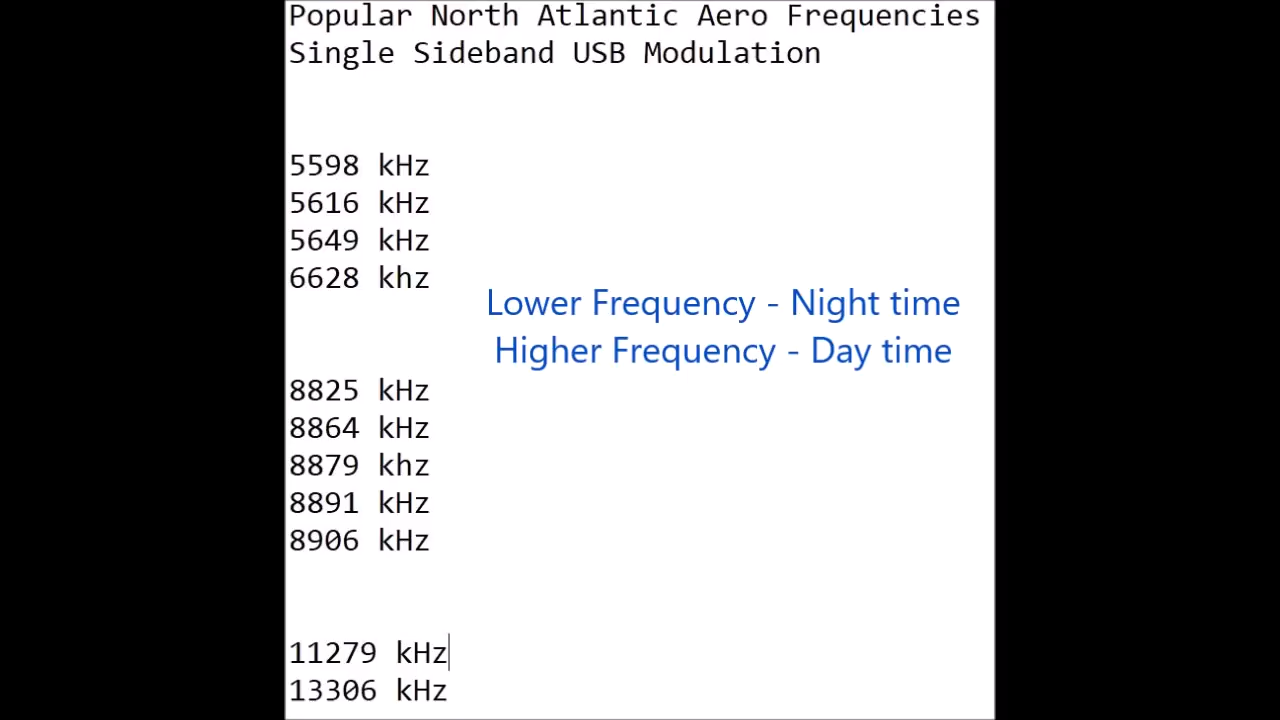 Popular North Atlantic Aero Frequencies
Single Sideband USB Modulation
5598 kHz
5616 kHz
5649 kHz
6628 khz
Lower Frequency - Night time
Higher Frequency - Day time
8825 kHz
8864 kHz
8879 khz
8891 kHz
8906 kHz
11279 kHz
13306 kHz